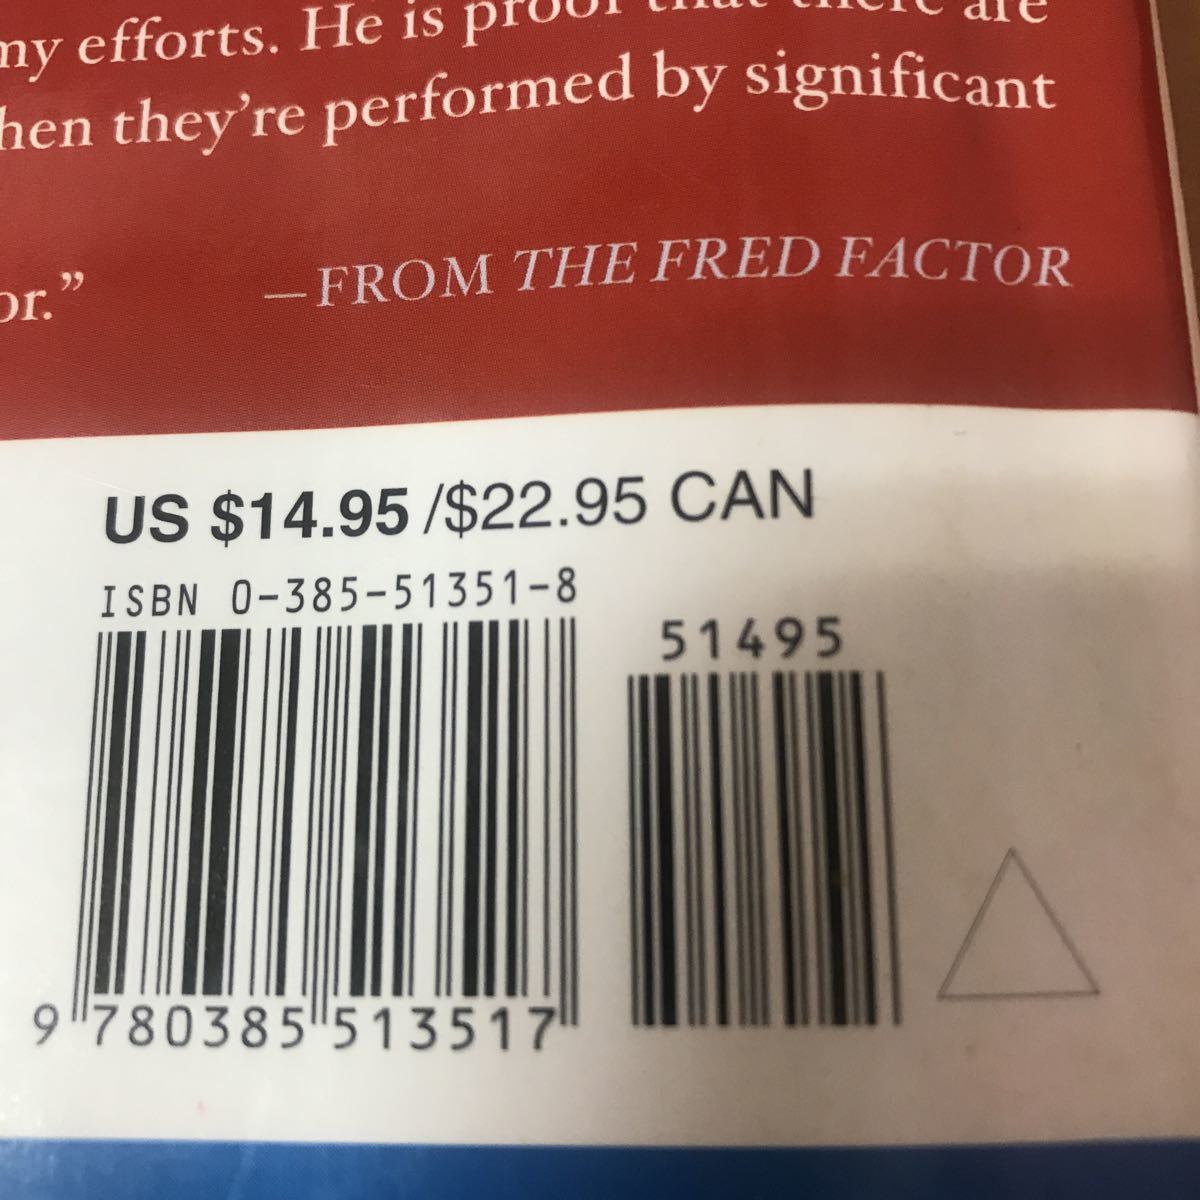 my efforts. He is proof that there are
hen they're performed by significant
or."
—FROM THE FRED FACTOR
US $14.95 /$22.95 CAN
ISBN 0-385-51351-8
51495
9 780385 513517